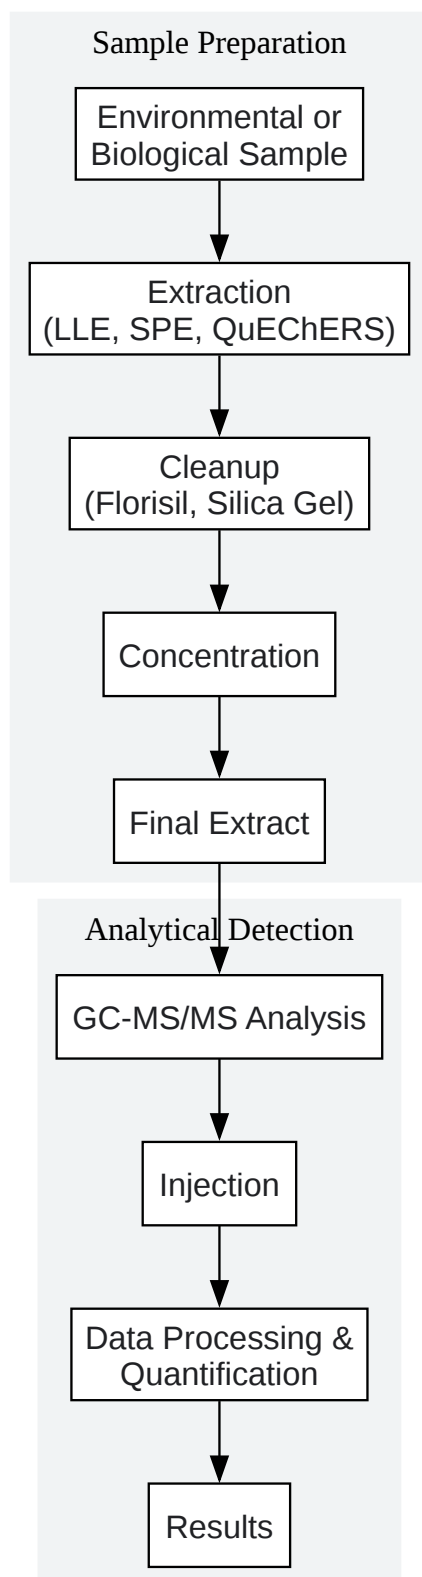 Sample Preparation
Environmental or
Biological Sample
Extraction
(LLE, SPE, QuEChERS)
Cleanup
(Florisil, Silica Gel)
Concentration
Final Extract
Analytical Detection
GC-MS/MS Analysis
Injection
Data Processing &
Quantification
Results